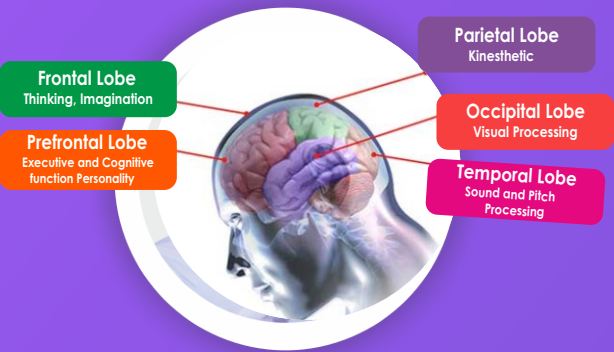 Frontal Lobe
Thinking, Imagination
Prefrontal Lobe
Executive and Cognitive
function Personality
Parietal Lobe
Kinesthetic
Occipital Lobe
Visual Processing
Temporal Lobe
Sound and Pitch
Processing